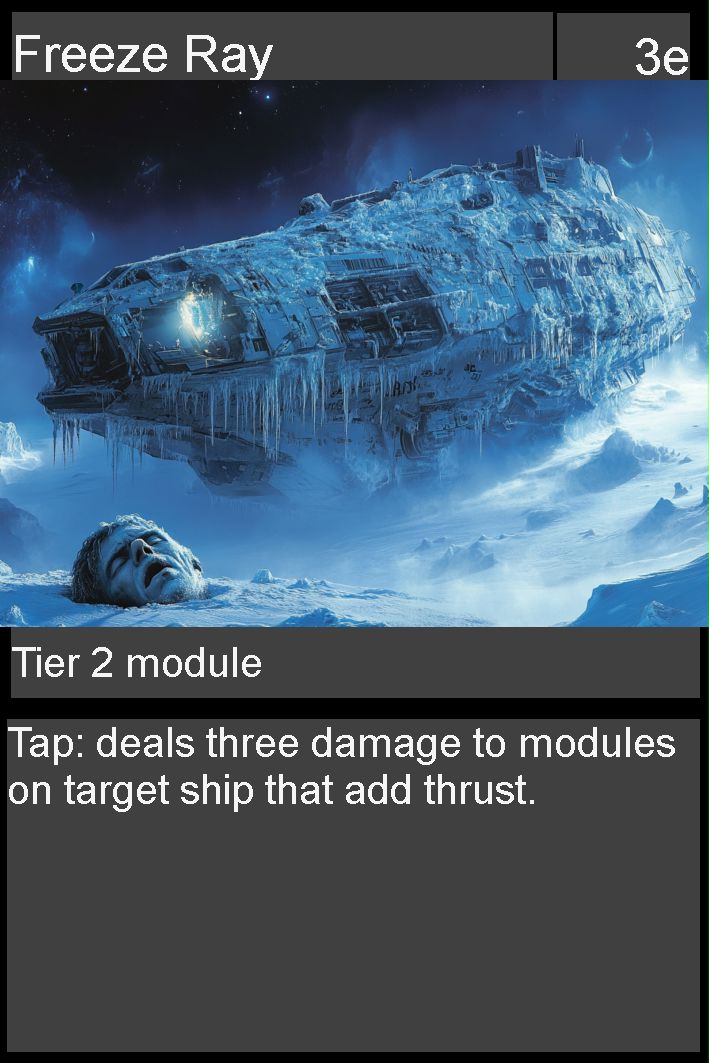 Freeze Ray
3e
Tier 2 module
Tap: deals three damage to modules
on target ship that add thrust.